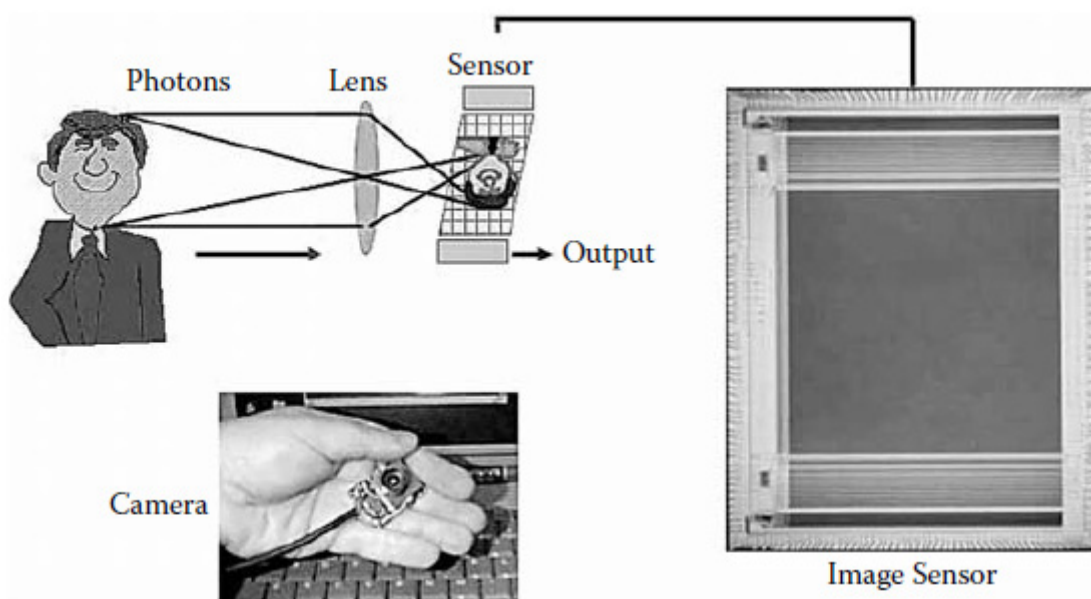 Photons
Lens
Sensor
Output
Camera
Image Sensor